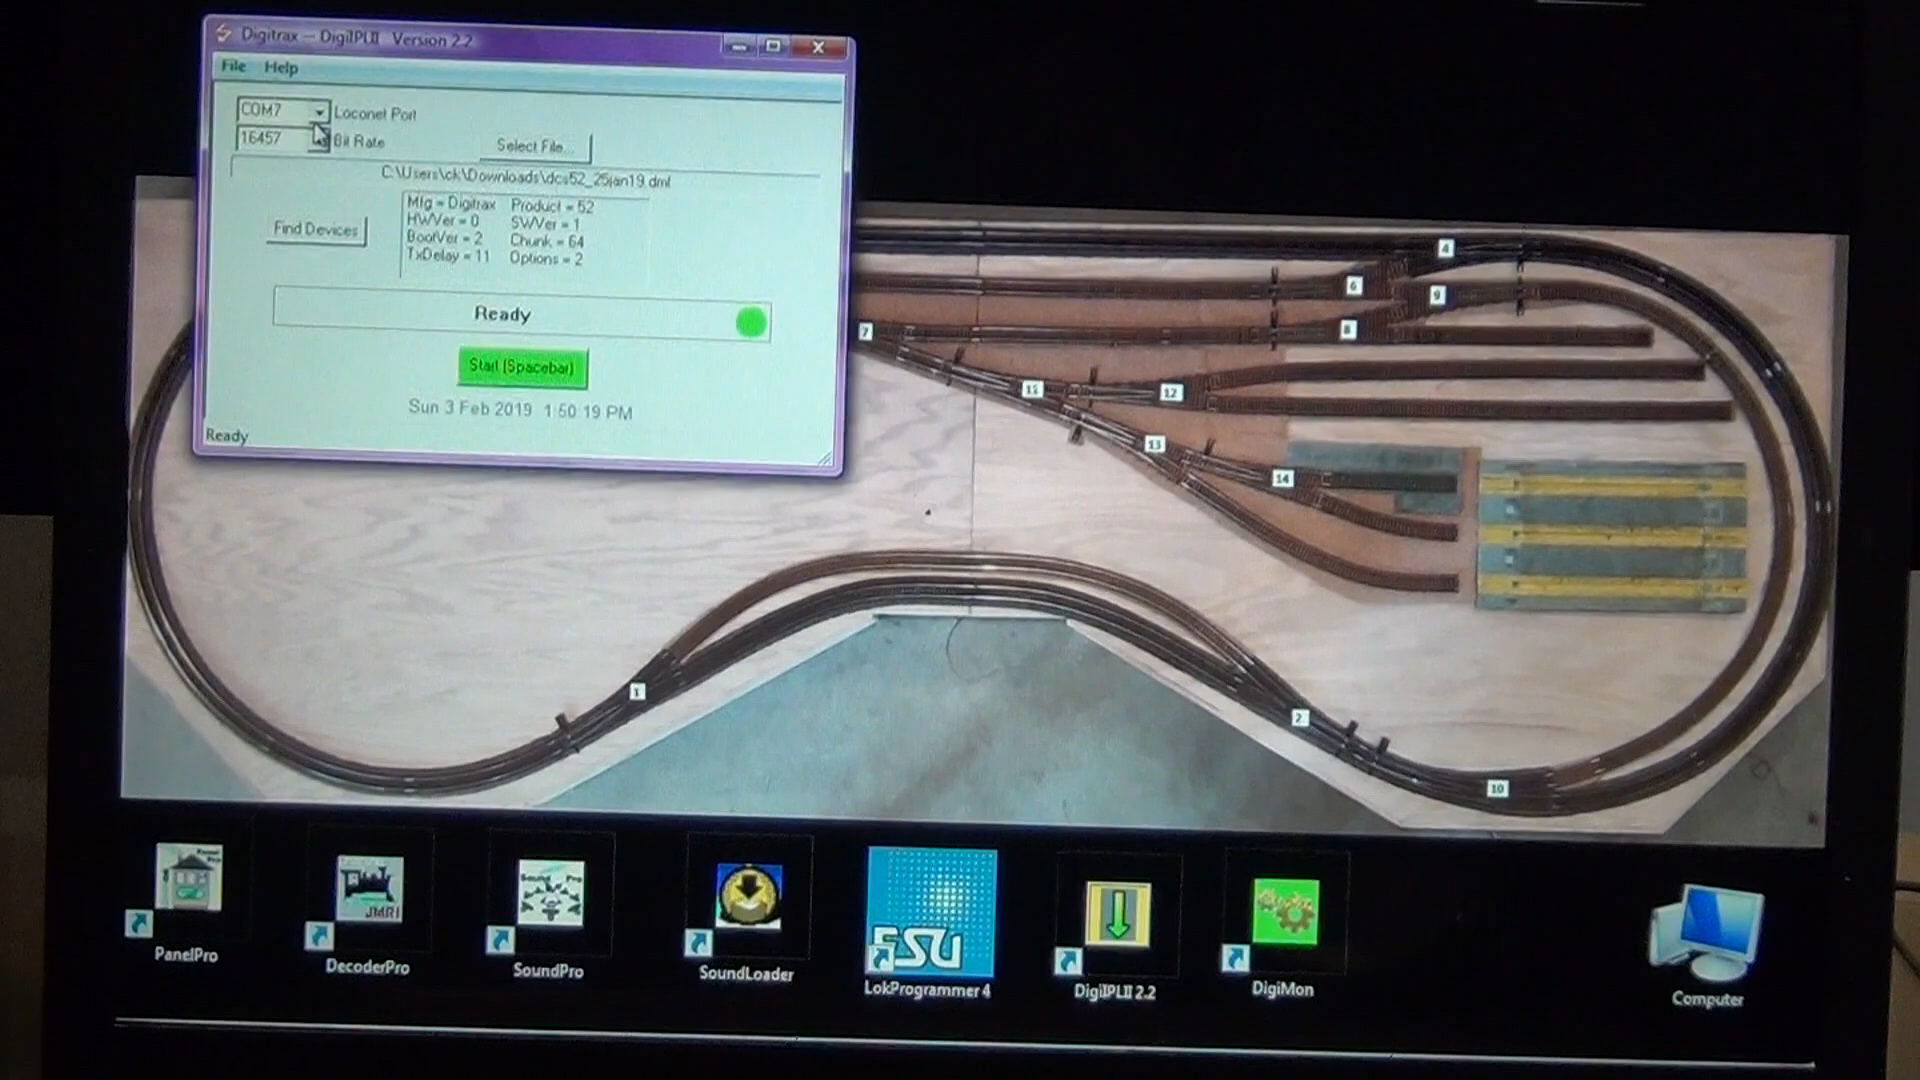 Digitrax -- DigiIPLII Version 2.2
File Help
COM7 Loconet Port
16457 Bit Rate
Select File...
C:\Users\ck\Downloads\dcs52_25jan19.dmf
Find Devices
Mfg = Digitrax Product = 52
HWVer = 0 SWVer = 1
BootVer = 2 Chunk = 64
TxDelay = 11 Options = 2
Ready
Start (Spacebar)
Sun 3 Feb 2019 1:50:19 PM
Ready
4
6
9
7
8
11
12
13
14
1
2
10
Sound Pro
JMRI
ESU
PanelPro
DecoderPro
SoundPro
SoundLoader
LokProgrammer 4
DigiIPLII 2.2
DigiMon
Computer